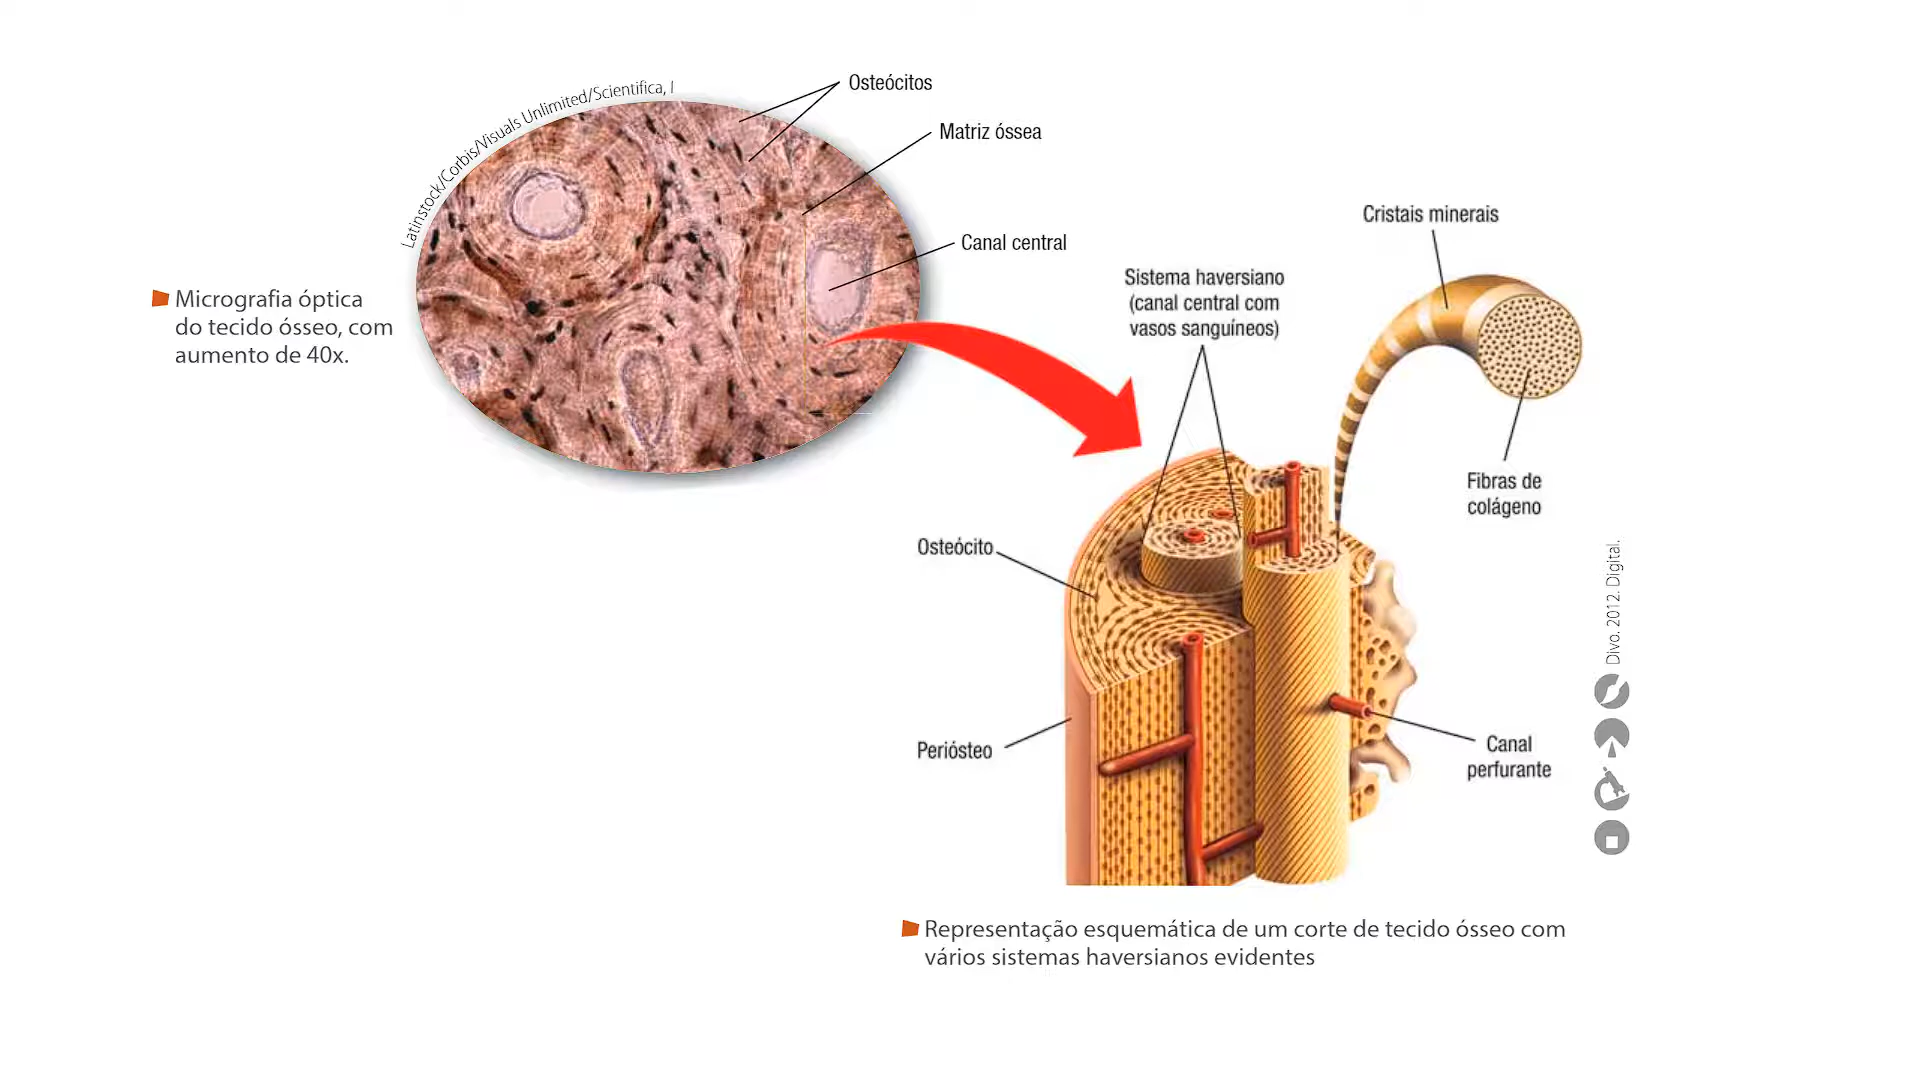 Latinstock/Corbis/Visuals Unlimited/Scientifica, I
Osteócitos
Matriz óssea
Canal central
Micrografia óptica
do tecido ósseo, com
aumento de 40x.
Cristais minerais
Sistema haversiano
(canal central com
vasos sanguíneos)
Fibras de
colágeno
Osteócito
Periósteo
Canal
perfurante
Divo. 2012. Digital.
Representação esquemática de um corte de tecido ósseo com
vários sistemas haversianos evidentes